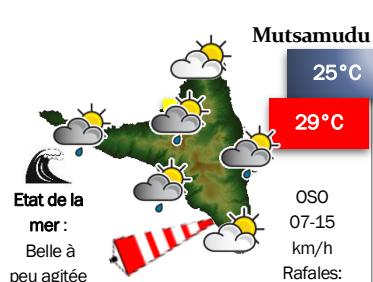 Mutsamudu
25°C
29°C
Etat de la
mer :
Belle à
peu agitée
OSO
07-15
km/h
Rafales: